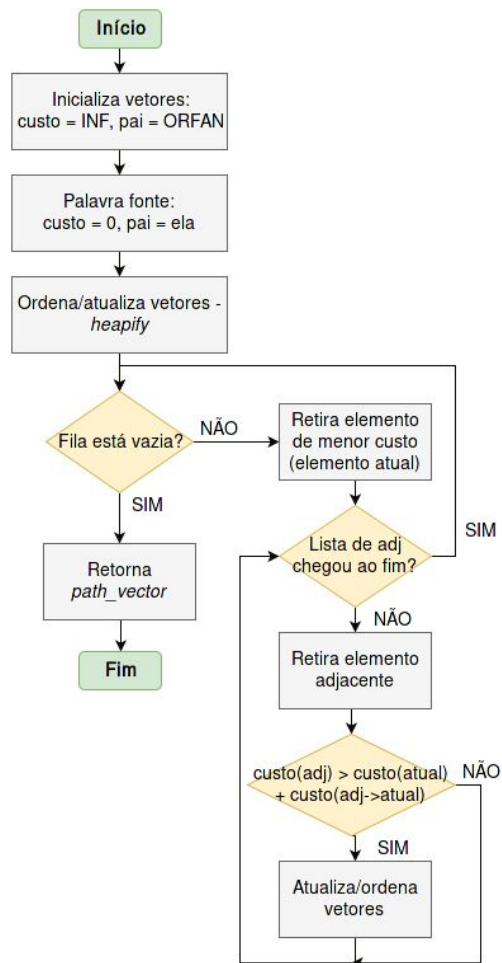 Início
Inicializa vetores:
custo = INF, pai = ORFAN
Palavra fonte:
custo = 0, pai = ela
Ordena/atualiza vetores -
heapify
Fila está vazia?
NÃO
SIM
Retorna
path_vector
Fim
Retira elemento
de menor custo
(elemento atual)
Lista de adj
chegou ao fim?
SIM
NÃO
Retira elemento
adjacente
custo(adj) > custo(atual)
+ custo(adj->atual)
NÃO
SIM
Atualiza/ordena
vetores